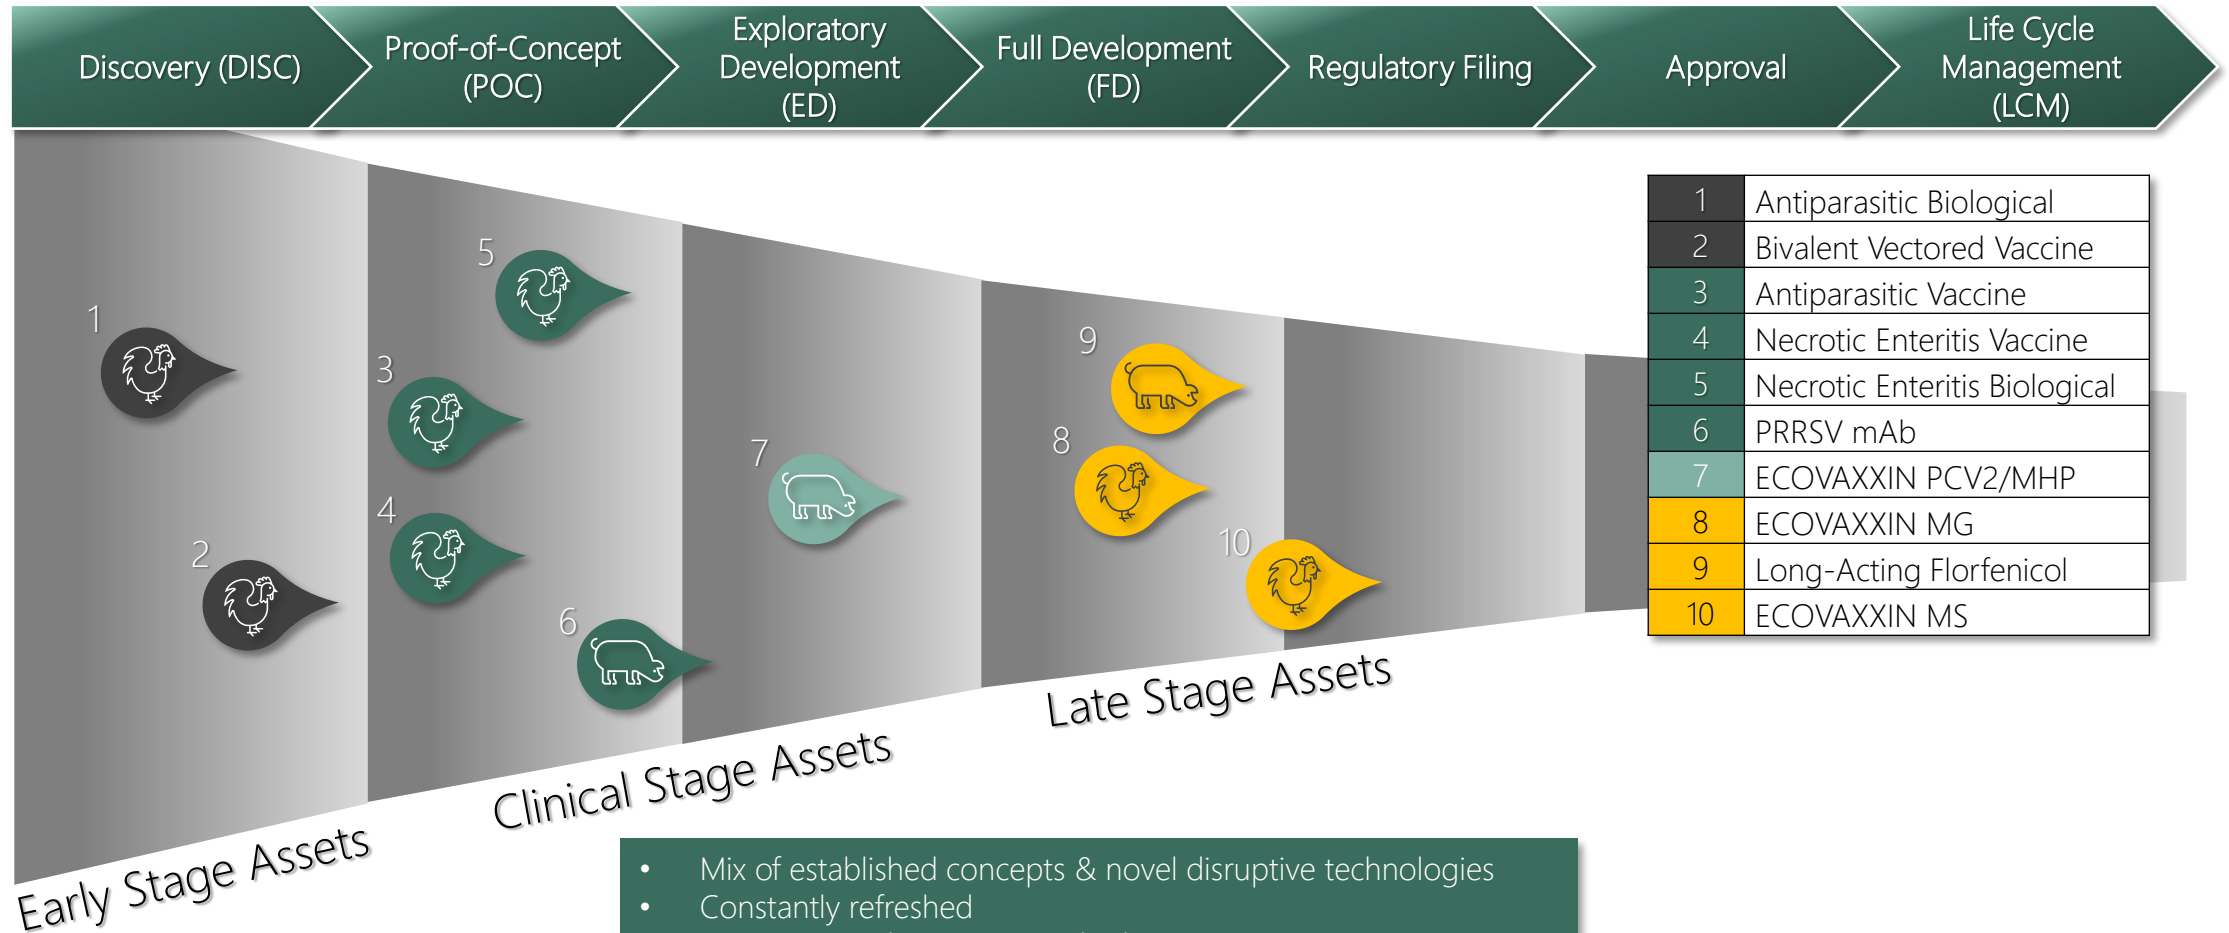 Discovery (DISC)
Proof-of-Concept
(POC)
Exploratory
Development
(ED)
Full Development
(FD)
Regulatory Filing
Approval
Life Cycle
Management
(LCM)
1 Antiparasitic Biological
2 Bivalent Vectored Vaccine
3 Antiparasitic Vaccine
4 Necrotic Enteritis Vaccine
5 Necrotic Enteritis Biological
6 PRRSV mAb
7 ECOVAXXIN PCV2/MHP
8 ECOVAXXIN MG
9 Long-Acting Florfenicol
10 ECOVAXXIN MS
5
1
9
3
8
7
4
10
2
6
Late Stage Assets
Clinical Stage Assets
Early Stage Assets
• Mix of established concepts & novel disruptive technologies
• Constantly refreshed